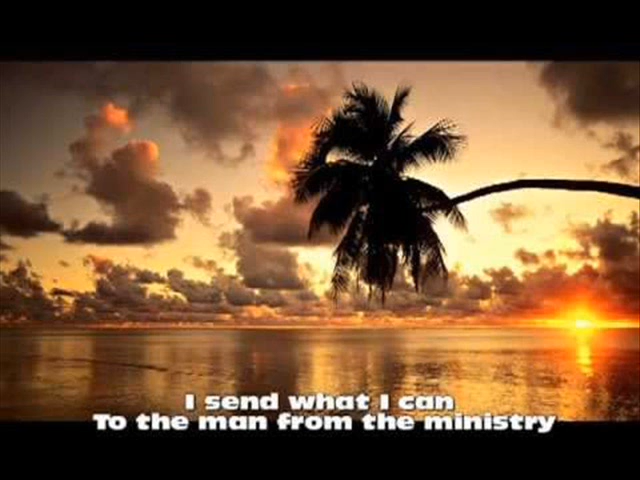 I send what I can
To the man from the ministry